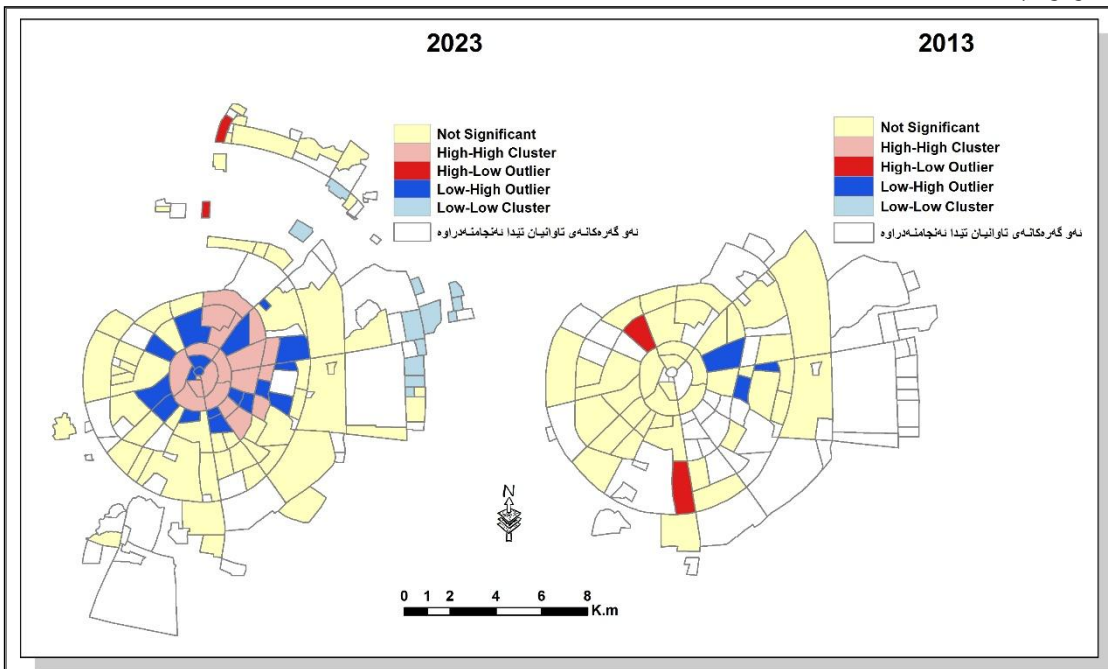 2023
2013
Not Significant
High-High Cluster
High-Low Outlier
Low-High Outlier
Low-Low Cluster
ئەو گەرەکانەی تاوانیان تێدا ئەنجامنەدراوە
Not Significant
High-High Cluster
High-Low Outlier
Low-High Outlier
Low-Low Cluster
ئەو گەرەکانەی تاوانیان تێدا ئەنجامنەدراوە
N
0 1 2 4 6 8
K.m